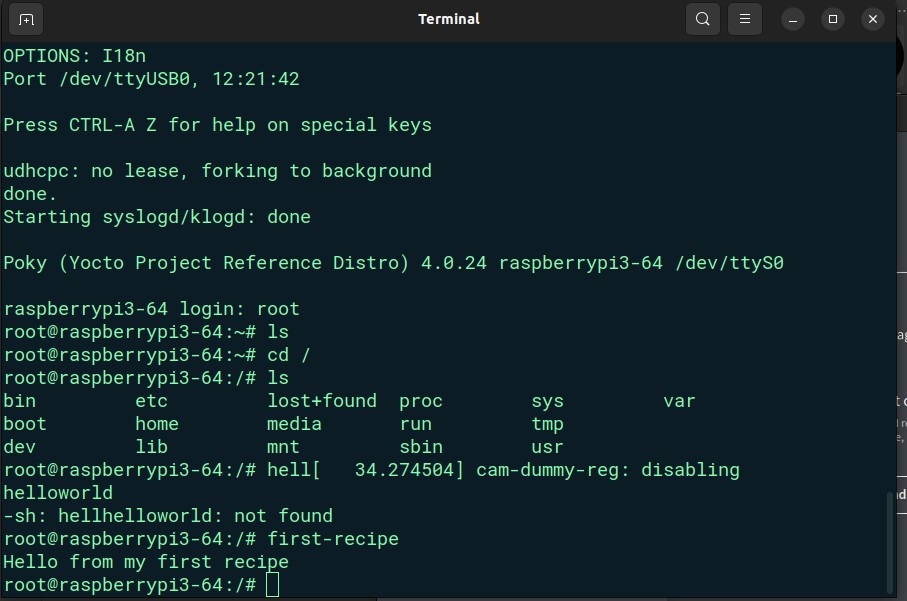 Terminal
OPTIONS: I18n
Port /dev/ttyUSB0, 12:21:42
Press CTRL-A Z for help on special keys
udhcpc: no lease, forking to background
done.
Starting syslogd/klogd: done
Poky (Yocto Project Reference Distro) 4.0.24 raspberrypi3-64 /dev/ttyS0
raspberrypi3-64 login: root
root@raspberrypi3-64:~# ls
root@raspberrypi3-64:~# cd /
root@raspberrypi3-64:/# ls
bin etc lost+found proc sys var
boot home media run tmp
dev lib mnt sbin usr
root@raspberrypi3-64:/# hell[   34.274504] cam-dummy-reg: disabling
helloworld
-sh: hellhelloworld: not found
root@raspberrypi3-64:/# first-recipe
Hello from my first recipe
root@raspberrypi3-64:/#